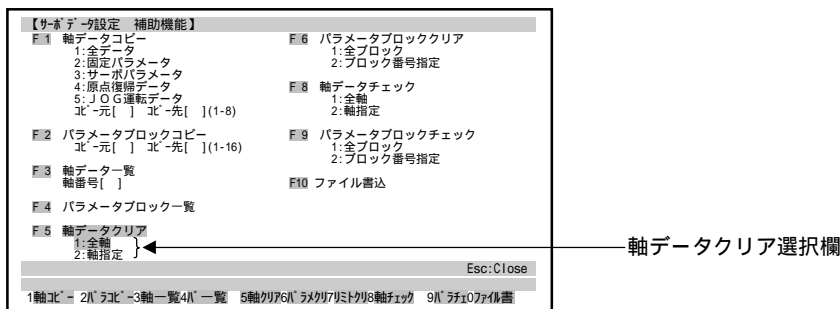 【ｻｰﾎﾞﾃﾞｰﾀ設定　補助機能】
F 1 軸データコピー
1:全データ
2:固定パラメータ
3:サーボパラメータ
4:原点復帰データ
5:ＪＯＧ運転データ
ｺﾋﾟｰ元[ ] ｺﾋﾟｰ先[ ](1-8)
F 2 パラメータブロックコピー
ｺﾋﾟｰ元[ ] ｺﾋﾟｰ先[ ](1-16)
F 3 軸データ一覧
軸番号[ ]
F 4 パラメータブロック一覧
F 5 軸データクリア
1:全軸
2:軸指定
F 6 パラメータブロッククリア
1:全ブロック
2:ブロック番号指定
F 8 軸データチェック
1:全軸
2:軸指定
F 9 パラメータブロックチェック
1:全ブロック
2:ブロック番号指定
F10 ファイル書込
軸データクリア選択欄
Esc:Close
1軸ｺﾋﾟｰ 2ﾊﾟﾗｺﾋﾟｰ3軸一覧4ﾊﾟ一覧 5軸ｸﾘｱ6ﾊﾟﾗﾒｸﾘ7ﾘﾐﾄｸﾘ8軸ﾁｪｯｸ 9ﾊﾟﾗﾁｪ0ﾌｧｲﾙ書